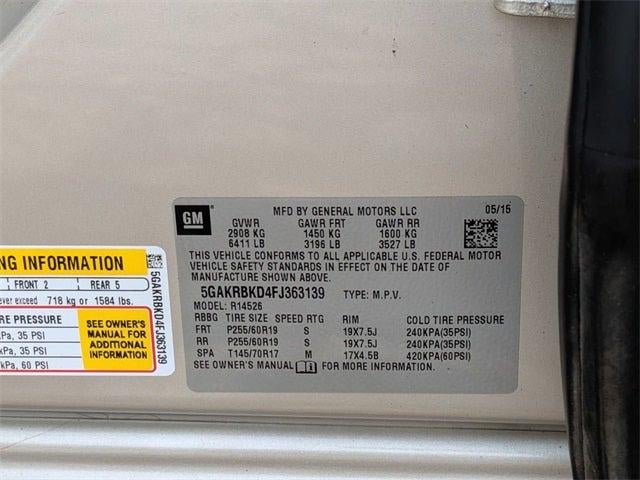 GM
MFD BY GENERAL MOTORS LLC 05/15
GVWR GAWR FRT GAWR RR
2908 KG 1450 KG 1600 KG
6411 LB 3196 LB 3527 LB
THIS VEHICLE CONFORMS TO ALL APPLICABLE U.S. FEDERAL MOTOR
VEHICLE SAFETY STANDARDS IN EFFECT ON THE DATE OF
MANUFACTURE SHOWN ABOVE.
5GAKRBKD4FJ363139 TYPE: M.P.V.
MODEL: R14526
RBBG TIRE SIZE SPEED RTG RIM COLD TIRE PRESSURE
FRT P255/60R19 S 19X7.5J 240KPA(35PSI)
RR P255/60R19 S 19X7.5J 240KPA(35PSI)
SPA T145/70R17 M 17X4.5B 420KPA(60PSI)
SEE OWNER'S MANUAL i FOR MORE INFORMATION.
NG INFORMATION
FRONT 2 REAR 5
ever exceed 718 kg or 1584 lbs.
RE PRESSURE
kPa, 35 PSI
kPa, 35 PSI
kPa, 60 PSI
SEE OWNER'S
MANUAL FOR
ADDITIONAL
INFORMATION
5GAKRBKD4FJ363139